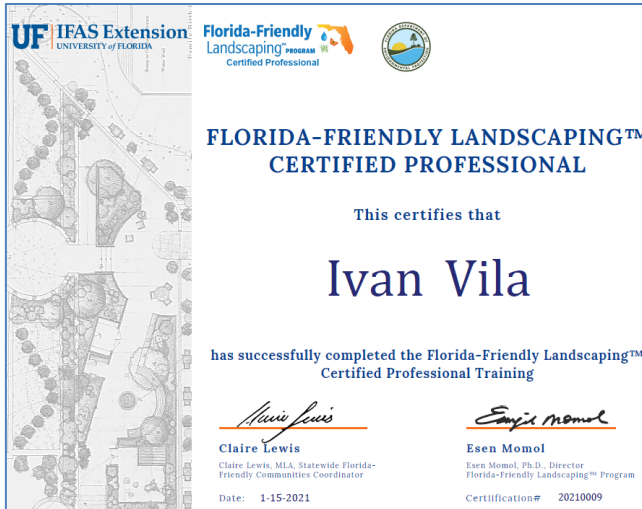 UF IFAS Extension
UNIVERSITY of FLORIDA
Florida-Friendly
Landscaping™ PROGRAM
Certified Professional
FLORIDA-FRIENDLY LANDSCAPING™
CERTIFIED PROFESSIONAL
This certifies that
Ivan Vila
has successfully completed the Florida-Friendly Landscaping™
Certified Professional Training
Claire Lewis
Claire Lewis, MLA, Statewide Florida-
Friendly Communities Coordinator
Date: 1-15-2021
Esen Momol
Esen Momol, Ph.D., Director
Florida-Friendly Landscaping™ Program
Certiification# 20210009